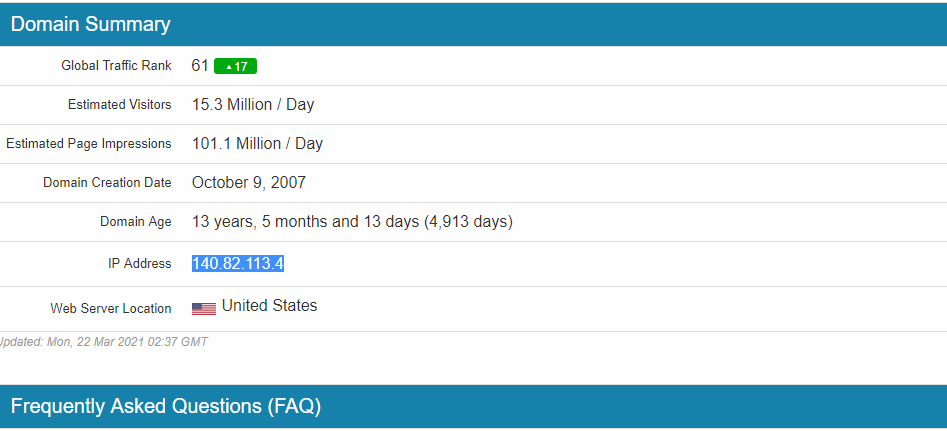 Domain Summary
Global Traffic Rank 61 ▲17
Estimated Visitors 15.3 Million / Day
Estimated Page Impressions 101.1 Million / Day
Domain Creation Date October 9, 2007
Domain Age 13 years, 5 months and 13 days (4,913 days)
IP Address 140.82.113.4
Web Server Location United States
Updated: Mon, 22 Mar 2021 02:37 GMT
Frequently Asked Questions (FAQ)